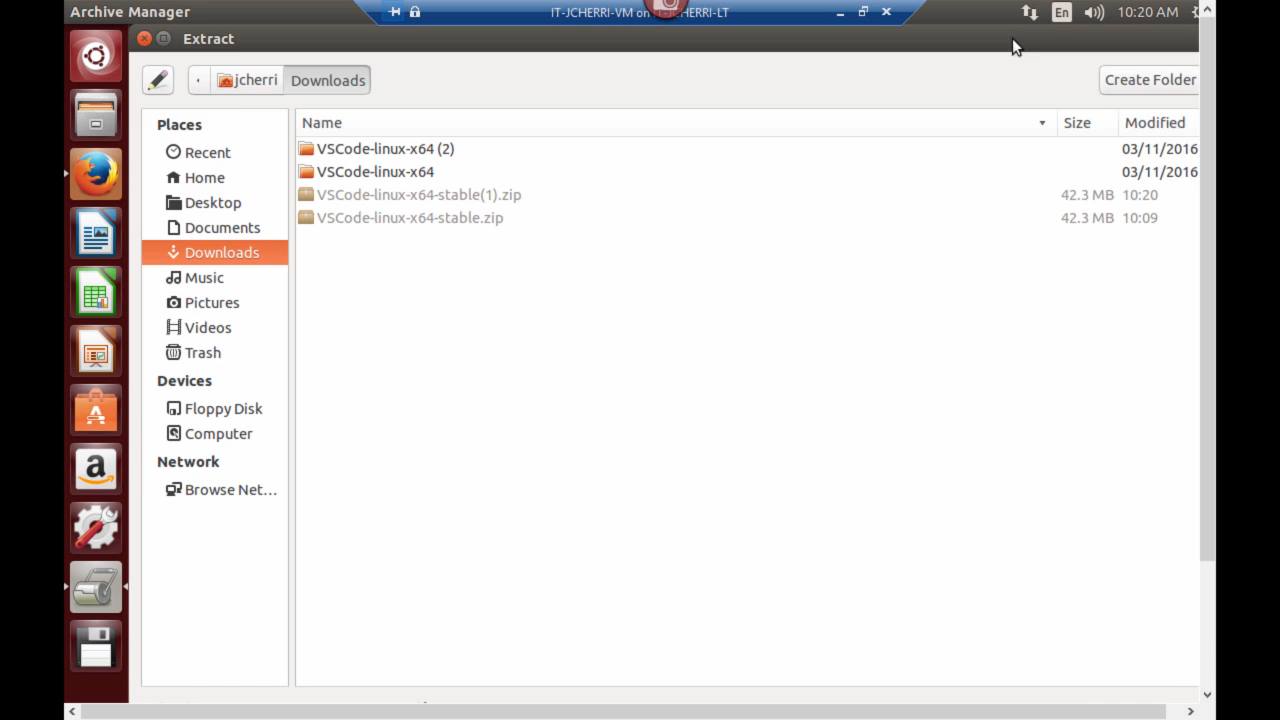 Archive Manager
IT-JCHERRI-VM on IT-JCHERRI-LT
En
10:20 AM
Extract
jcherri
Downloads
Create Folder
Places
Recent
Home
Desktop
Documents
Downloads
Music
Pictures
Videos
Trash
Devices
Floppy Disk
Computer
Network
Browse Net...
Name Size Modified
VSCode-linux-x64 (2) 03/11/2016
VSCode-linux-x64 03/11/2016
VSCode-linux-x64-stable(1).zip 42.3 MB 10:20
VSCode-linux-x64-stable.zip 42.3 MB 10:09